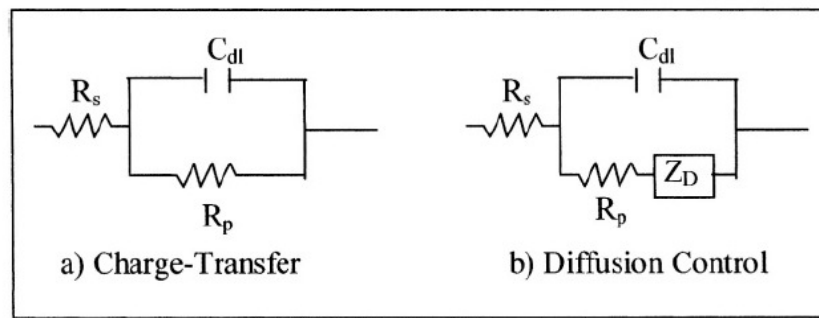 C_dl
R_s
R_p
a) Charge-Transfer
C_dl
R_s
Z_D
R_p
b) Diffusion Control